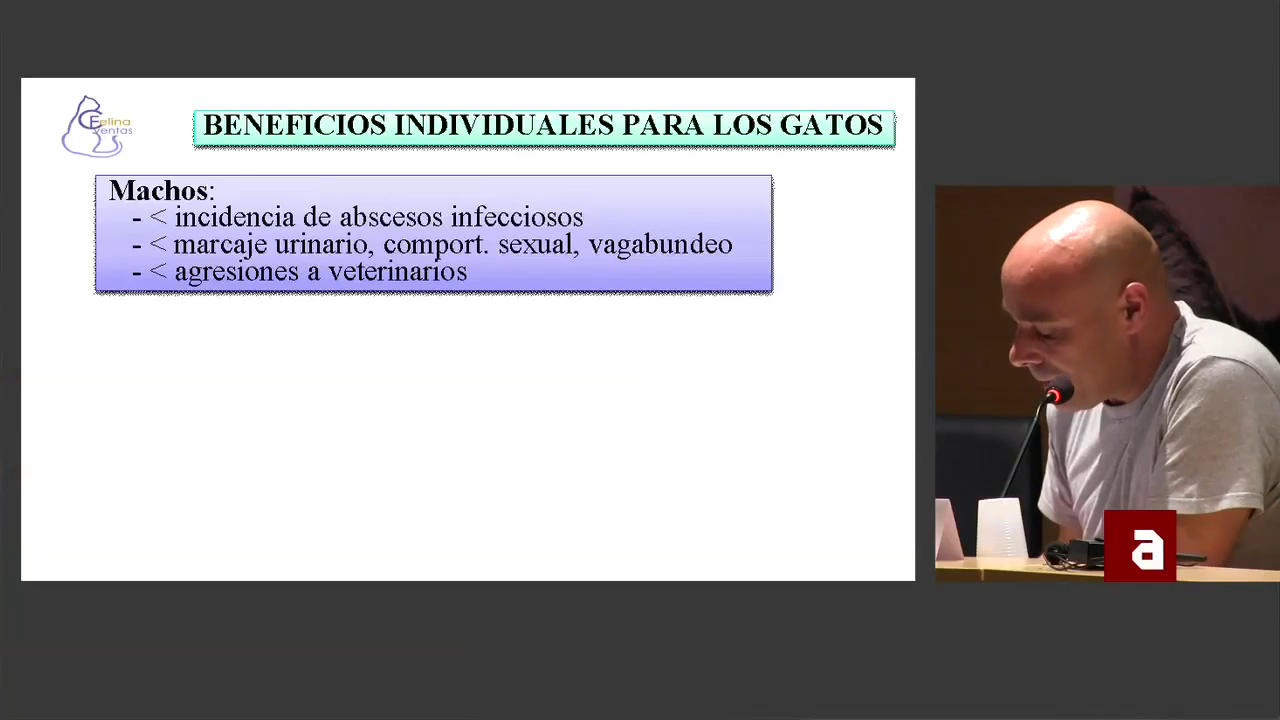 Felina
Ventas
BENEFICIOS INDIVIDUALES PARA LOS GATOS
Machos:
- < incidencia de abscesos infecciosos
- < marcaje urinario, comport. sexual, vagabundeo
- < agresiones a veterinarios
a